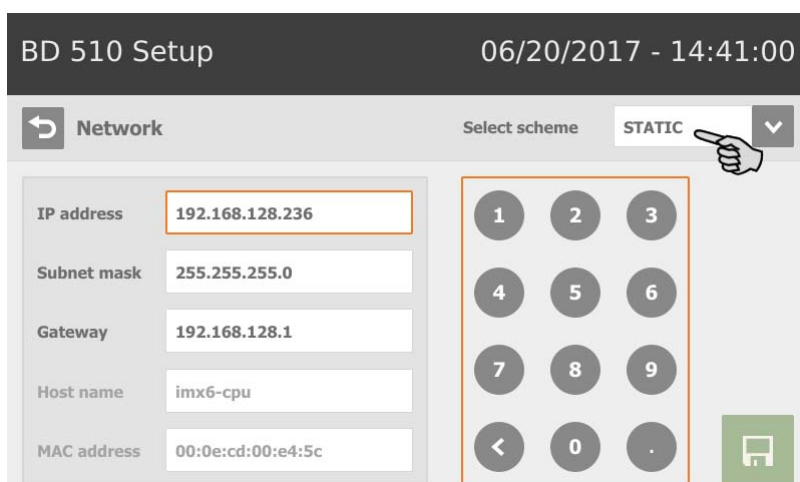 BD 510 Setup 06/20/2017 - 14:41:00
Network Select scheme STATIC
IP address 192.168.128.236
Subnet mask 255.255.255.0
Gateway 192.168.128.1
Host name imx6-cpu
MAC address 00:0e:cd:00:e4:5c
1 2 3
4 5 6
7 8 9
< 0 .